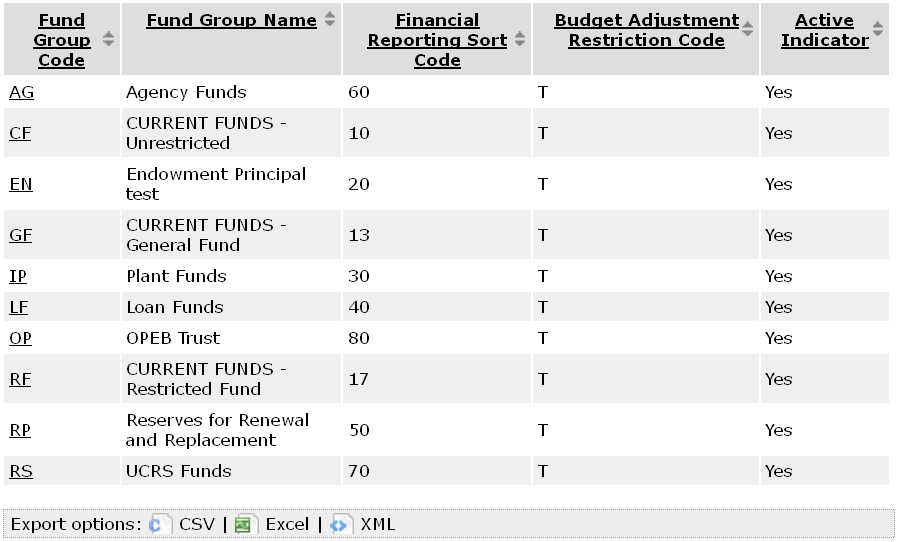 Fund Group Code Fund Group Name Financial Reporting Sort Code Budget Adjustment Restriction Code Active Indicator
AG Agency Funds 60 T Yes
CF CURRENT FUNDS - Unrestricted 10 T Yes
EN Endowment Principal test 20 T Yes
GF CURRENT FUNDS - General Fund 13 T Yes
IP Plant Funds 30 T Yes
LF Loan Funds 40 T Yes
OP OPEB Trust 80 T Yes
RF CURRENT FUNDS - Restricted Fund 17 T Yes
RP Reserves for Renewal and Replacement 50 T Yes
RS UCRS Funds 70 T Yes
Export options: CSV | Excel | XML